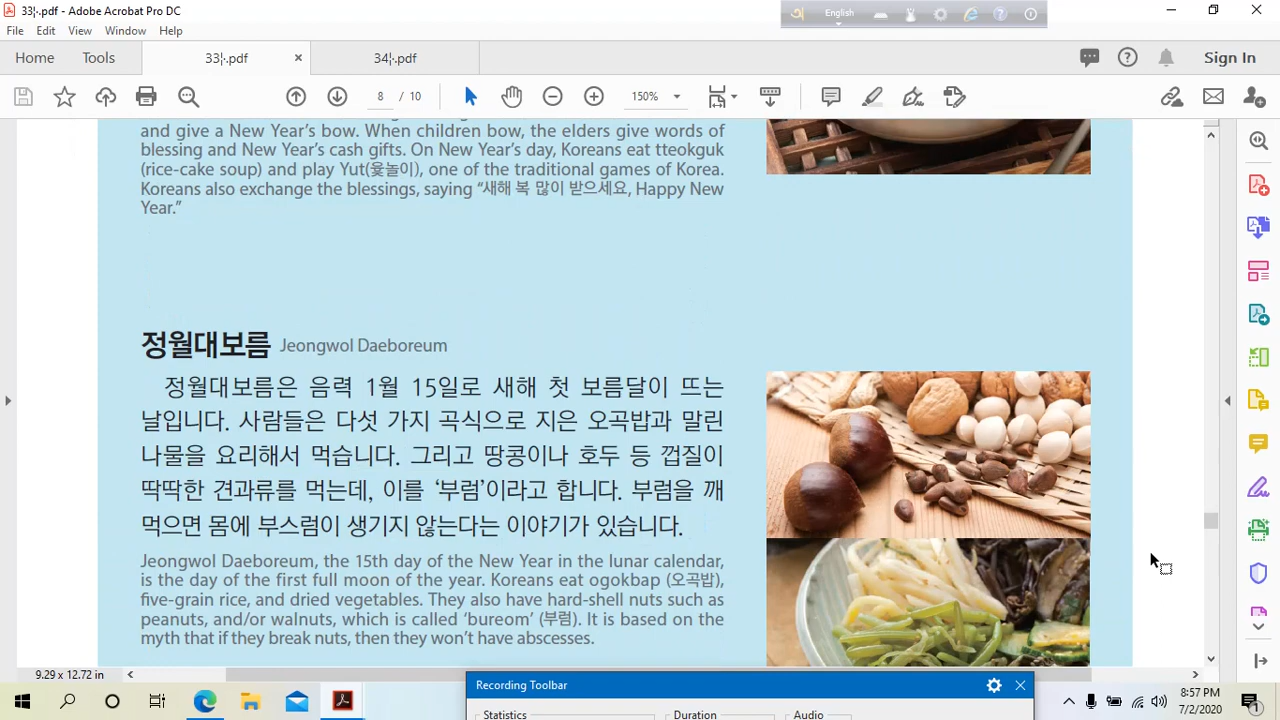 33¦·.pdf - Adobe Acrobat Pro DC
English
File Edit View Window Help
Home Tools 33¦·.pdf × 34¦·.pdf Sign In
8 / 10 150%
and give a New Year's bow. When children bow, the elders give words of
blessing and New Year's cash gifts. On New Year's day, Koreans eat tteokguk
(rice-cake soup) and play Yut(윷놀이), one of the traditional games of Korea.
Koreans also exchange the blessings, saying “새해 복 많이 받으세요, Happy New
Year.”
정월대보름 Jeongwol Daeboreum
정월대보름은 음력 1월 15일로 새해 첫 보름달이 뜨는
날입니다. 사람들은 다섯 가지 곡식으로 지은 오곡밥과 말린
나물을 요리해서 먹습니다. 그리고 땅콩이나 호두 등 껍질이
딱딱한 견과류를 먹는데, 이를 ‘부럼’이라고 합니다. 부럼을 깨
먹으면 몸에 부스럼이 생기지 않는다는 이야기가 있습니다.
Jeongwol Daeboreum, the 15th day of the New Year in the lunar calendar,
is the day of the first full moon of the year. Koreans eat ogokbap (오곡밥),
five-grain rice, and dried vegetables. They also have hard-shell nuts such as
peanuts, and/or walnuts, which is called ‘bureom’ (부럼). It is based on the
myth that if they break nuts, then they won't have abscesses.
9.29 x 12.72 in
Recording Toolbar
Statistics Duration Audio
8:57 PM
7/2/2020